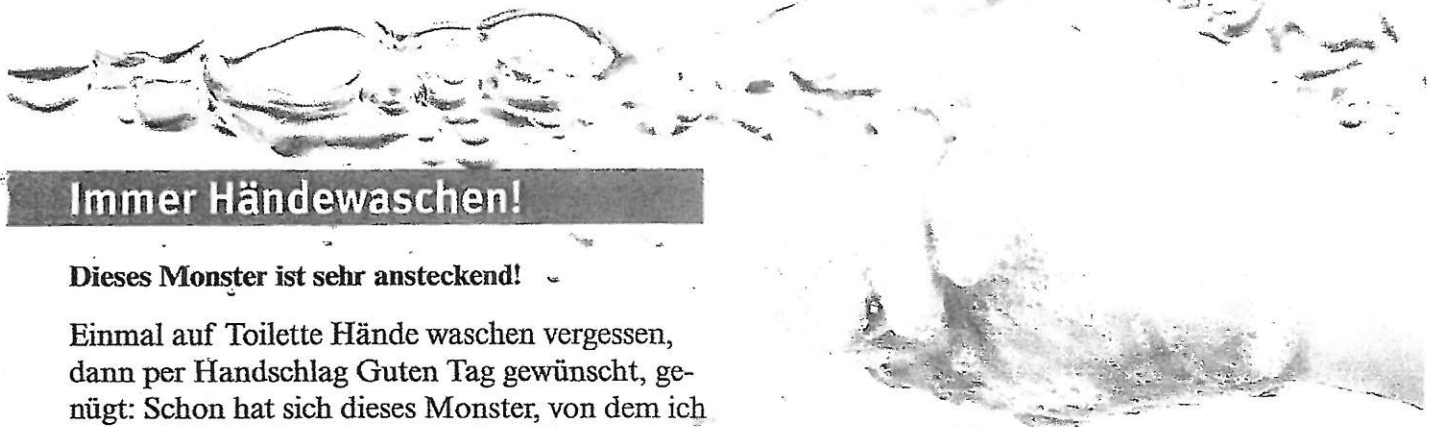 Immer Händewaschen!
Dieses Monster ist sehr ansteckend!
Einmal auf Toilette Hände waschen vergessen,
dann per Handschlag Guten Tag gewünscht, ge-
nügt: Schon hat sich dieses Monster, von dem ich